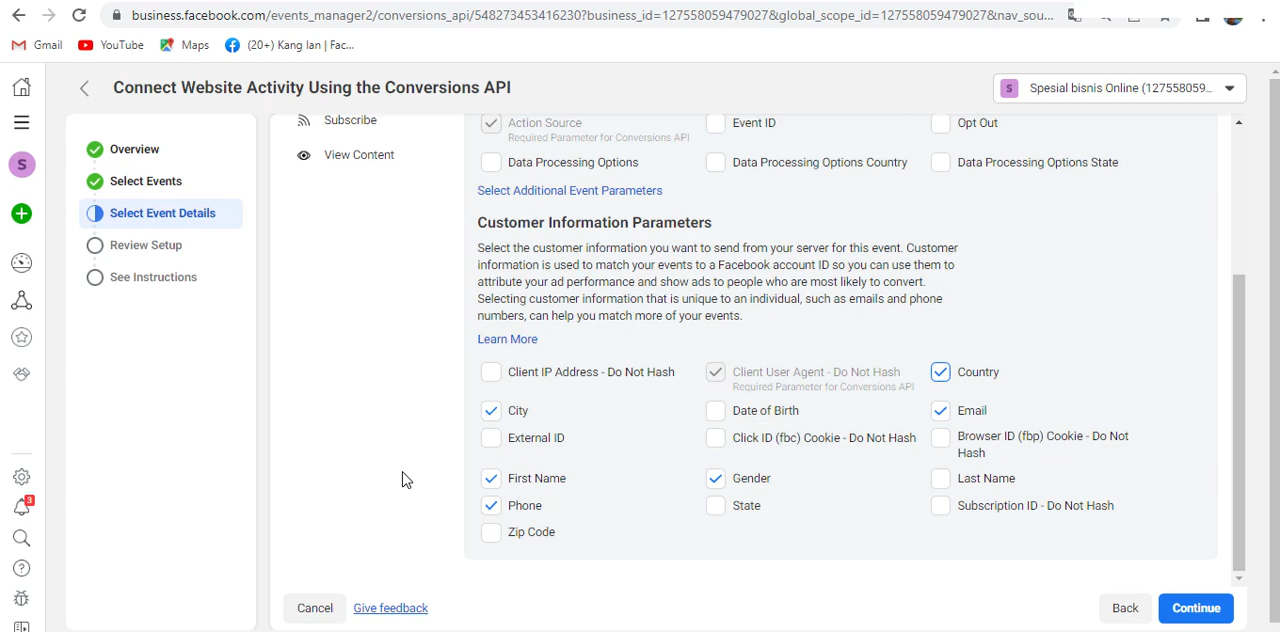 business.facebook.com/events_manager2/conversions_api/548273453416230?business_id=127558059479027&global_scope_id=127558059479027&nav_sou...
Gmail YouTube Maps (20+) Kang Ian | Fac...
Connect Website Activity Using the Conversions API
S Spesial bisnis Online (127558059...
S
3
Overview
Select Events
Select Event Details
Review Setup
See Instructions
Subscribe
View Content
Action Source Event ID Opt Out
Required Parameter for Conversions API
Data Processing Options Data Processing Options Country Data Processing Options State
Select Additional Event Parameters
Customer Information Parameters
Select the customer information you want to send from your server for this event. Customer
information is used to match your events to a Facebook account ID so you can use them to
attribute your ad performance and show ads to people who are most likely to convert.
Selecting customer information that is unique to an individual, such as emails and phone
numbers, can help you match more of your events.
Learn More
Client IP Address - Do Not Hash Client User Agent - Do Not Hash Country
Required Parameter for Conversions API
City Date of Birth Email
External ID Click ID (fbc) Cookie - Do Not Hash Browser ID (fbp) Cookie - Do Not
Hash
First Name Gender Last Name
Phone State Subscription ID - Do Not Hash
Zip Code
Cancel Give feedback Back Continue